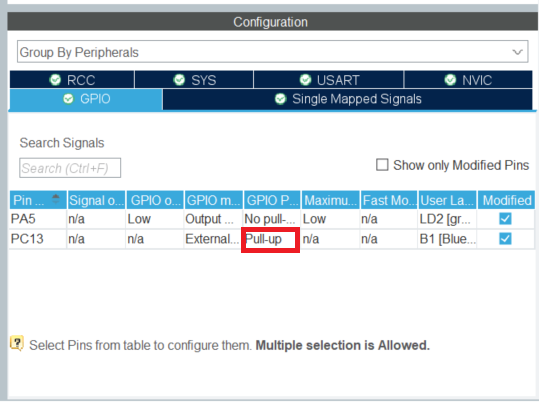 Configuration
Group By Peripherals
RCC SYS USART NVIC
GPIO Single Mapped Signals
Search Signals
Search (Ctrl+F) Show only Modified Pins
Pin ... Signal o... GPIO o... GPIO m... GPIO P... Maximu... Fast Mo... User La... Modified
PA5 n/a Low Output ... No pull-... Low n/a LD2 [gr...
PC13 n/a n/a External... Pull-up n/a n/a B1 [Blue...
? Select Pins from table to configure them. Multiple selection is Allowed.